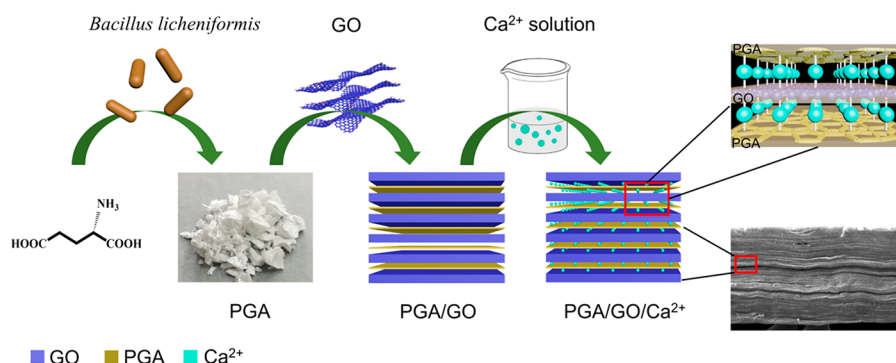 Bacillus licheniformis
GO
Ca²⁺ solution
PGA
GO
PGA
NH₃
HOOC
COOH
PGA
PGA/GO
PGA/GO/Ca²⁺
GO PGA Ca²⁺